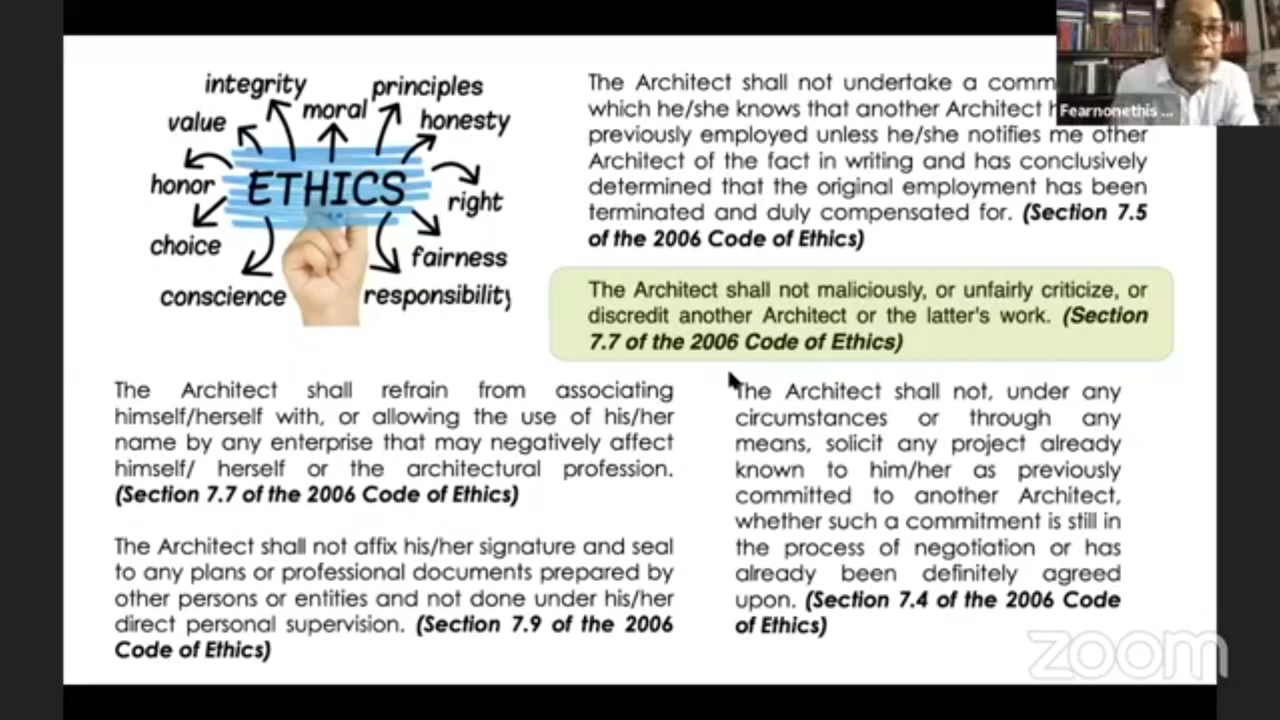 integrity
principles
moral
value
honesty
honor
ETHICS
right
choice
fairness
conscience
responsibility
The Architect shall not undertake a comm
which he/she knows that another Architect h
previously employed unless he/she notifies me other
Architect of the fact in writing and has conclusively
determined that the original employment has been
terminated and duly compensated for. (Section 7.5
of the 2006 Code of Ethics)
Fearnonethis ...
The Architect shall not maliciously, or unfairly criticize, or
discredit another Architect or the latter's work. (Section
7.7 of the 2006 Code of Ethics)
The Architect shall refrain from associating
himself/herself with, or allowing the use of his/her
name by any enterprise that may negatively affect
himself/ herself or the architectural profession.
(Section 7.7 of the 2006 Code of Ethics)
The Architect shall not affix his/her signature and seal
to any plans or professional documents prepared by
other persons or entities and not done under his/her
direct personal supervision. (Section 7.9 of the 2006
Code of Ethics)
The Architect shall not, under any
circumstances or through any
means, solicit any project already
known to him/her as previously
committed to another Architect,
whether such a commitment is still in
the process of negotiation or has
already been definitely agreed
upon. (Section 7.4 of the 2006 Code
of Ethics)
zoom